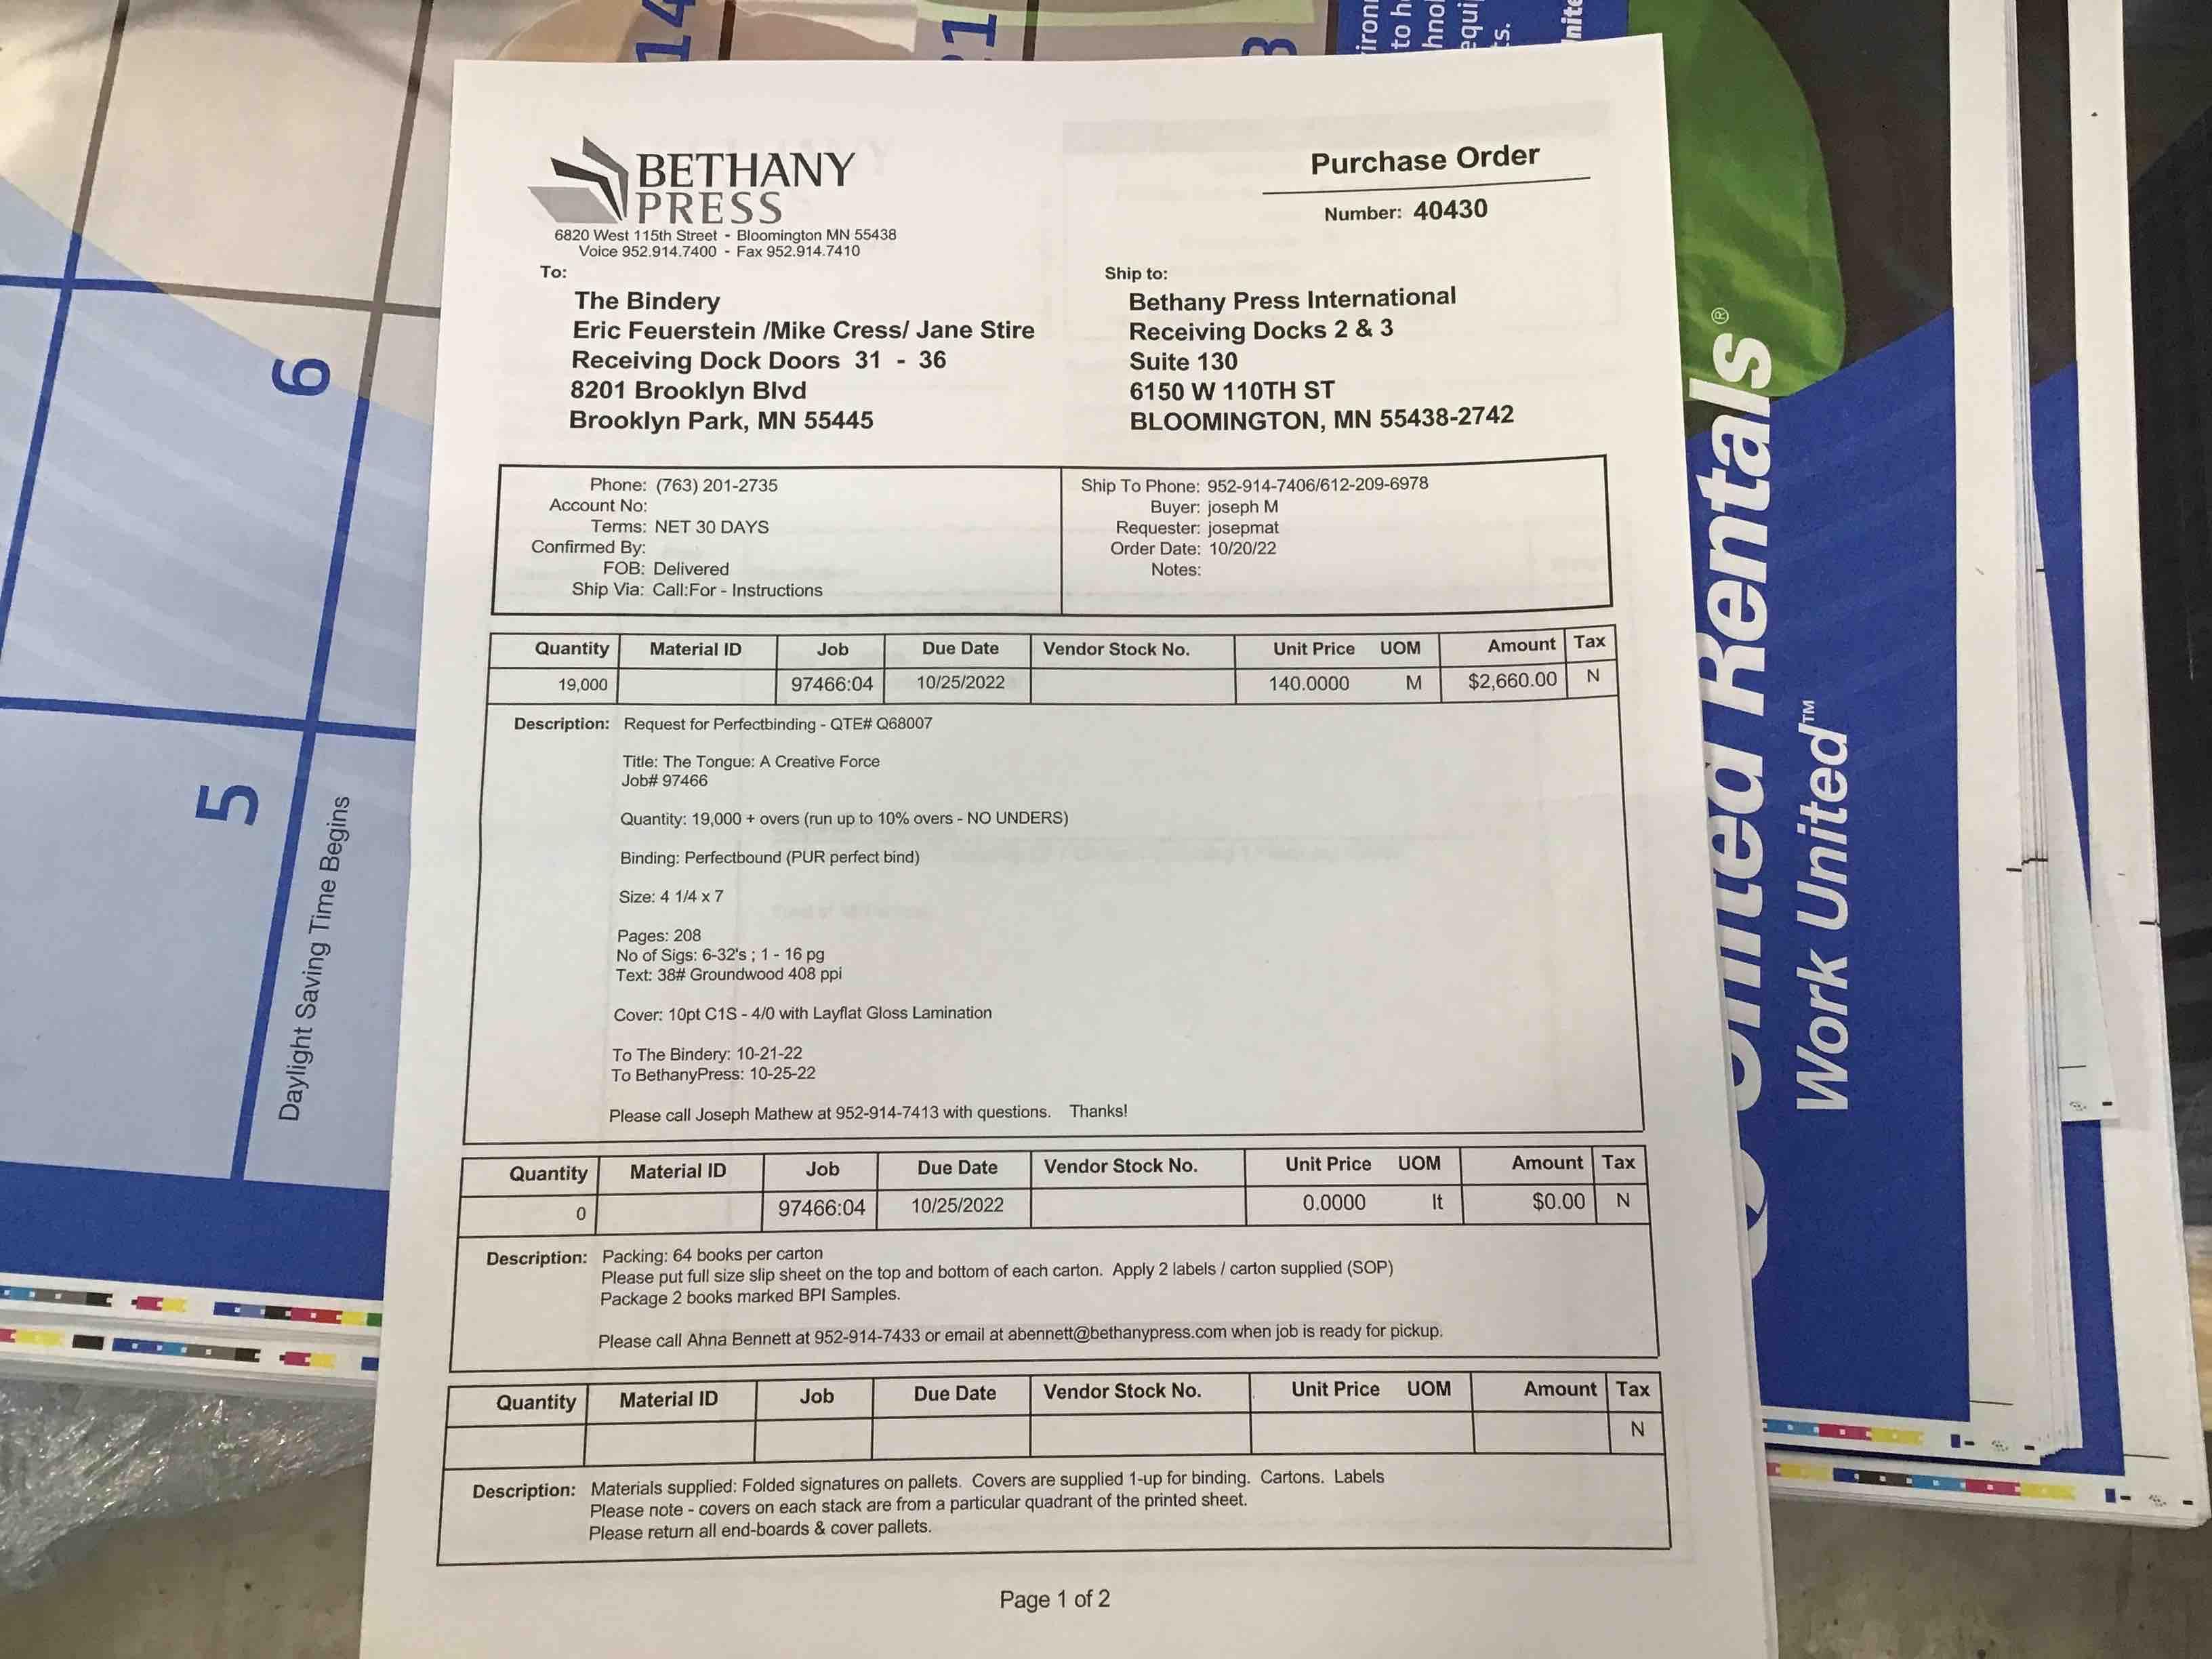 14
21
6
5
Daylight Saving Time Begins
BETHANY
PRESS
6820 West 115th Street - Bloomington MN 55438
Voice 952.914.7400 - Fax 952.914.7410
Purchase Order
Number: 40430
To:
The Bindery
Eric Feuerstein /Mike Cress/ Jane Stire
Receiving Dock Doors 31 - 36
8201 Brooklyn Blvd
Brooklyn Park, MN 55445
Ship to:
Bethany Press International
Receiving Docks 2 & 3
Suite 130
6150 W 110TH ST
BLOOMINGTON, MN 55438-2742
Phone: (763) 201-2735
Account No:
Terms: NET 30 DAYS
Confirmed By:
FOB: Delivered
Ship Via: Call:For - Instructions
Ship To Phone: 952-914-7406/612-209-6978
Buyer: joseph M
Requester: josepmat
Order Date: 10/20/22
Notes:
Quantity Material ID Job Due Date Vendor Stock No. Unit Price UOM Amount Tax
19,000 97466:04 10/25/2022 140.0000 M $2,660.00 N
Description: Request for Perfectbinding - QTE# Q68007
Title: The Tongue: A Creative Force
Job# 97466
Quantity: 19,000 + overs (run up to 10% overs - NO UNDERS)
Binding: Perfectbound (PUR perfect bind)
Size: 4 1/4 x 7
Pages: 208
No of Sigs: 6-32's ; 1 - 16 pg
Text: 38# Groundwood 408 ppi
Cover: 10pt C1S - 4/0 with Layflat Gloss Lamination
To The Bindery: 10-21-22
To BethanyPress: 10-25-22
Please call Joseph Mathew at 952-914-7413 with questions. Thanks!
Quantity Material ID Job Due Date Vendor Stock No. Unit Price UOM Amount Tax
0 97466:04 10/25/2022 0.0000 lt $0.00 N
Description: Packing: 64 books per carton
Please put full size slip sheet on the top and bottom of each carton. Apply 2 labels / carton supplied (SOP)
Package 2 books marked BPI Samples.
Please call Ahna Bennett at 952-914-7433 or email at abennett@bethanypress.com when job is ready for pickup.
Quantity Material ID Job Due Date Vendor Stock No. Unit Price UOM Amount Tax
N
Description: Materials supplied: Folded signatures on pallets. Covers are supplied 1-up for binding. Cartons. Labels
Please note - covers on each stack are from a particular quadrant of the printed sheet.
Please return all end-boards & cover pallets.
Page 1 of 2
United Rentals®
Work United™